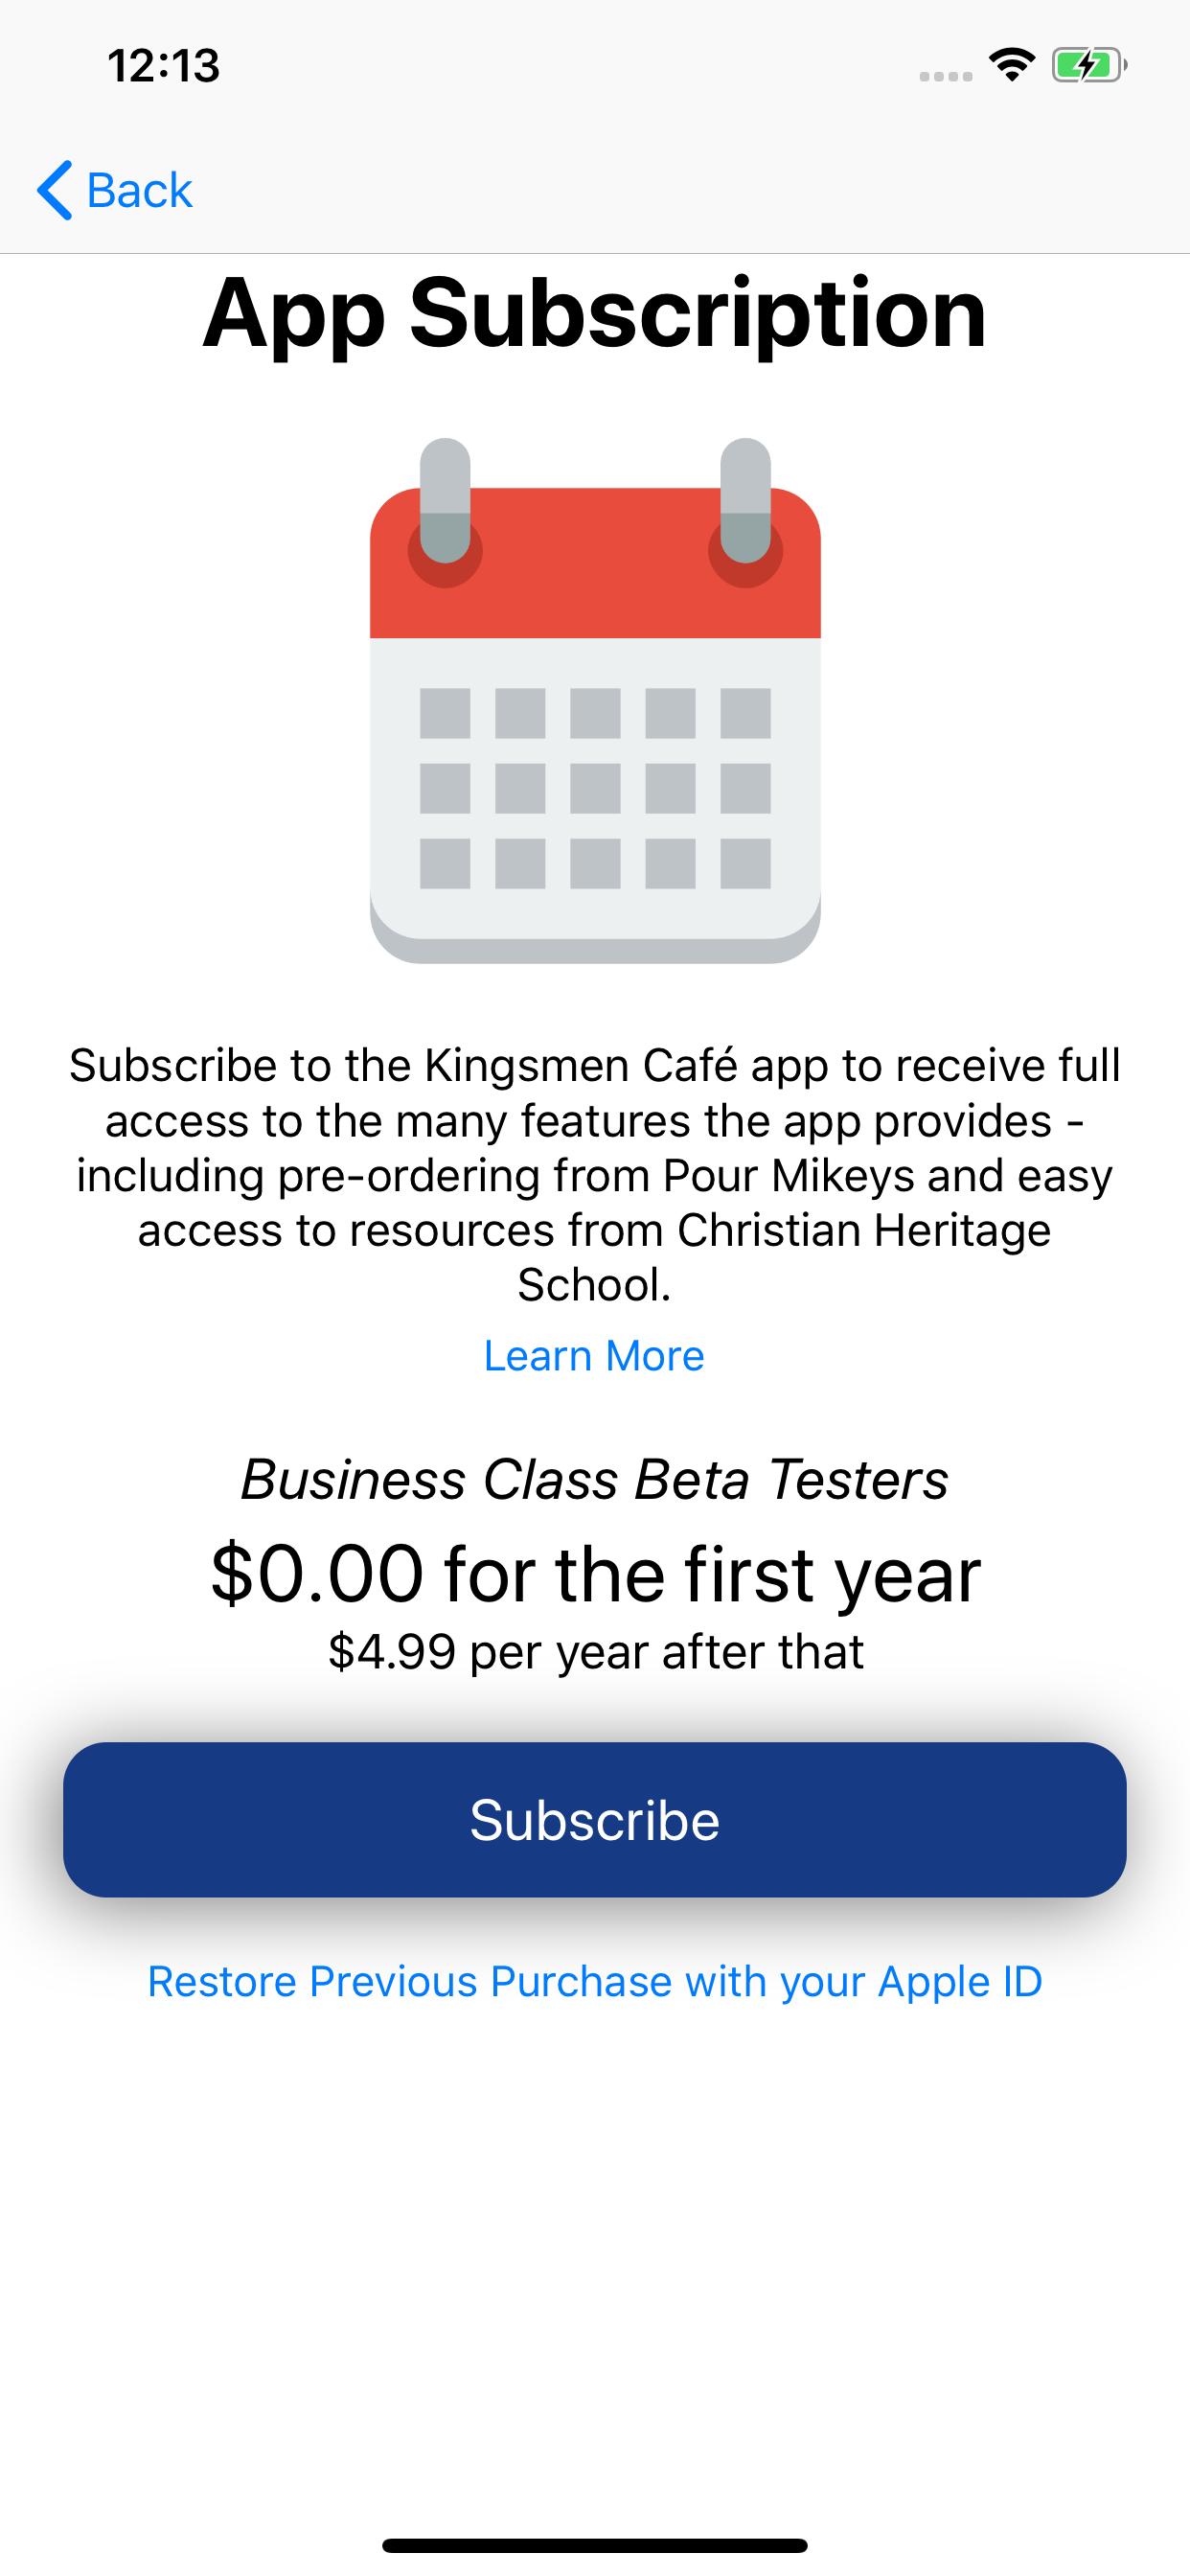 12:13
Back
App Subscription
Subscribe to the Kingsmen Café app to receive full
access to the many features the app provides -
including pre-ordering from Pour Mikeys and easy
access to resources from Christian Heritage
School.
Learn More
Business Class Beta Testers
$0.00 for the first year
$4.99 per year after that
Subscribe
Restore Previous Purchase with your Apple ID